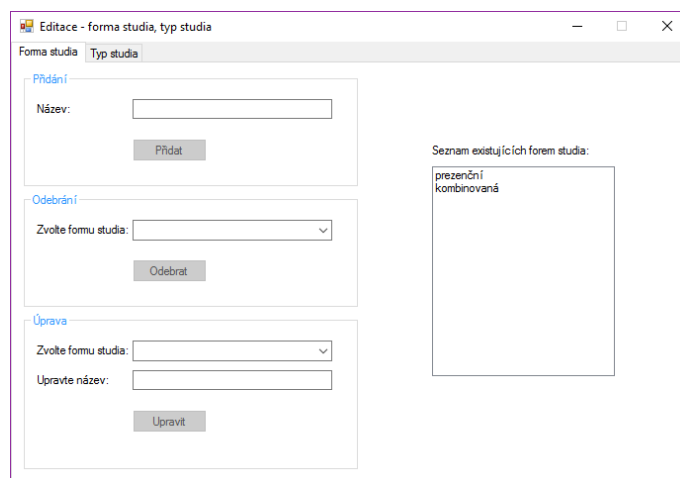 Editace - forma studia, typ studia
Forma studia
Typ studia
Přidání
Název:
Přidat
Odebrání
Zvolte formu studia:
Odebrat
Úprava
Zvolte formu studia:
Upravte název:
Upravit
Seznam existujících forem studia:
prezenční
kombinovaná